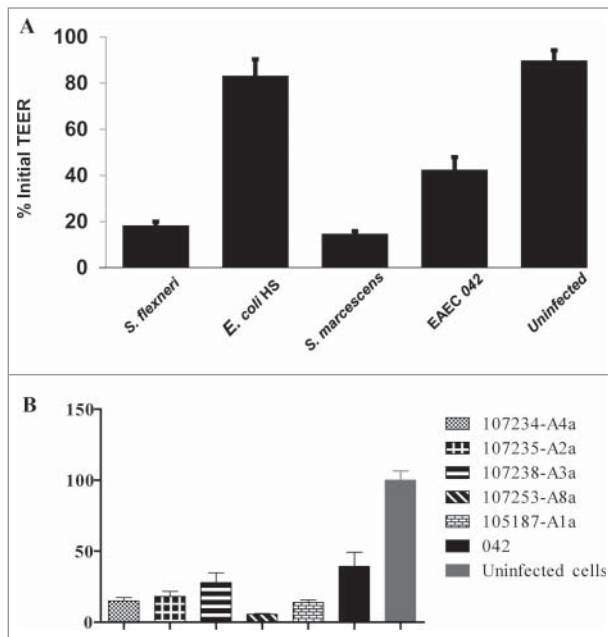 A
100
80
60
40
20
0
% Initial TEER
S. flexneri
E. coli HS
S. marcescens
EAEC 042
Uninfected
B
150
100
50
0
107234-A4a
107235-A2a
107238-A3a
107253-A8a
105187-A1a
042
Uninfected cells